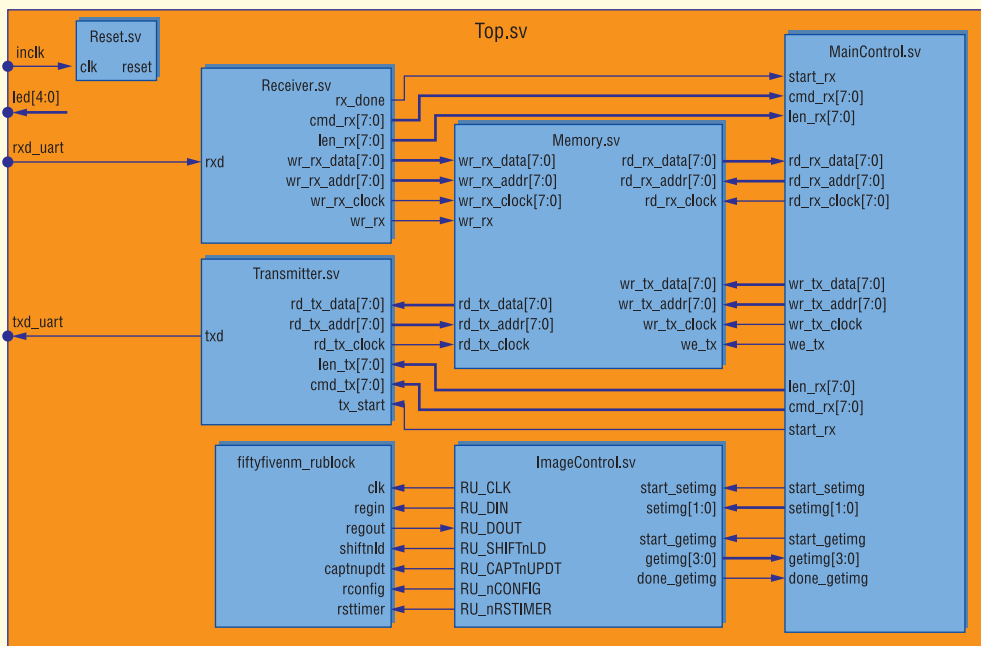 Top.sv
inclk
led[4:0]
rxd_uart
txd_uart
Reset.sv
clk reset
Receiver.sv
rxd
rx_done
cmd_rx[7:0]
len_rx[7:0]
wr_rx_data[7:0]
wr_rx_addr[7:0]
wr_rx_clock
wr_rx
Memory.sv
wr_rx_data[7:0] rd_rx_data[7:0]
wr_rx_addr[7:0] rd_rx_addr[7:0]
wr_rx_clock[7:0] rd_rx_clock
wr_rx
wr_tx_data[7:0]
rd_tx_data[7:0] wr_tx_addr[7:0]
rd_tx_addr[7:0] wr_tx_clock
rd_tx_clock we_tx
MainControl.sv
start_rx
cmd_rx[7:0]
len_rx[7:0]
rd_rx_data[7:0]
rd_rx_addr[7:0]
rd_rx_clock[7:0]
wr_tx_data[7:0]
wr_tx_addr[7:0]
wr_tx_clock
we_tx
len_rx[7:0]
cmd_rx[7:0]
start_rx
start_setimg
setimg[1:0]
start_getimg
getimg[3:0]
done_getimg
Transmitter.sv
rd_tx_data[7:0]
rd_tx_addr[7:0]
txd
rd_tx_clock
len_tx[7:0]
cmd_tx[7:0]
tx_start
fiftyfivenm_rublock
clk
regin
regout
shiftnld
captnupdt
rconfig
rsttimer
ImageControl.sv
RU_CLK start_setimg
RU_DIN setimg[1:0]
RU_DOUT start_getimg
RU_SHIFTnLD getimg[3:0]
RU_CAPTnUPDT done_getimg
RU_nCONFIG
RU_nRSTIMER